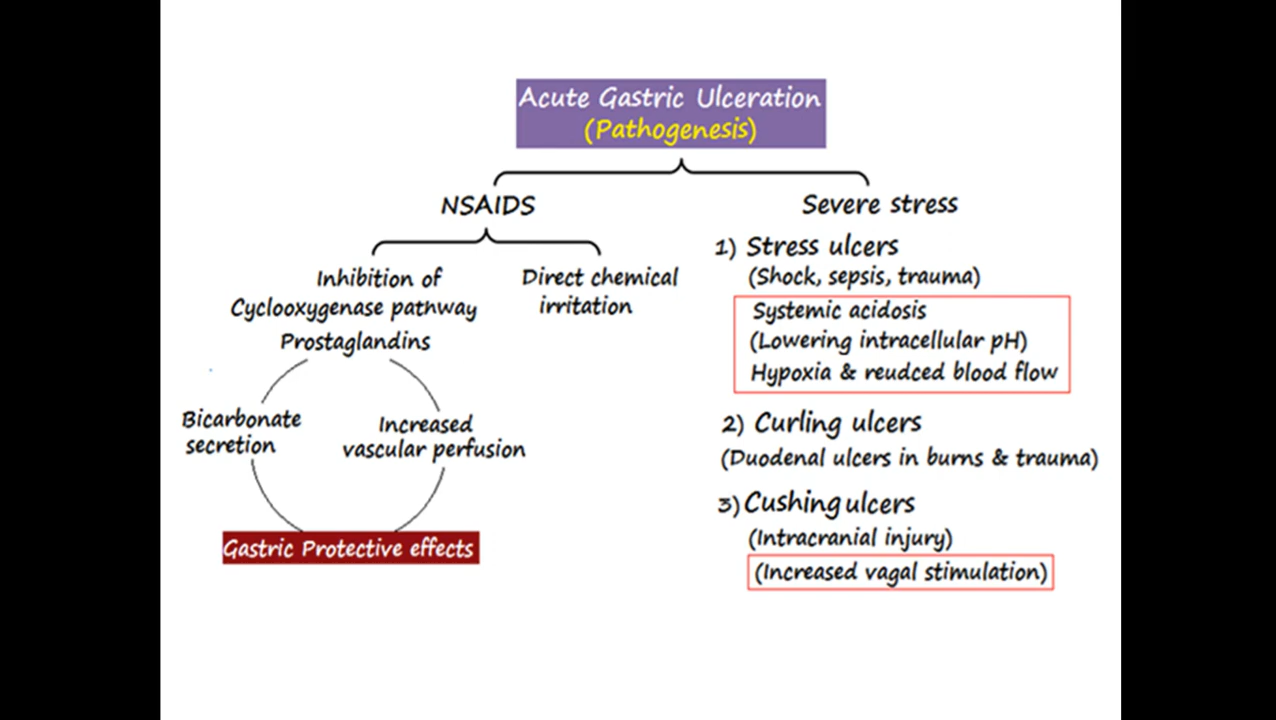 Acute Gastric Ulceration
(Pathogenesis)
NSAIDS
Inhibition of
Cyclooxygenase patnway
Prostaglandins
Bicarbonate
secretion
Increased
vascular perfusion
Gastric Protective effects
Direct chemical
irritation
Severe stress
1) Stress ulcers
(Shock, sepsis, trauma)
Systemic acidosis
(Lowering intracellular pH)
Hypoxia & reudced blood flow
2) Curling ulcers
(Duodenal ulcers in burns & trauma)
3) Cushing ulcers
(Intracranial injury)
(Increased vagal stimulation)